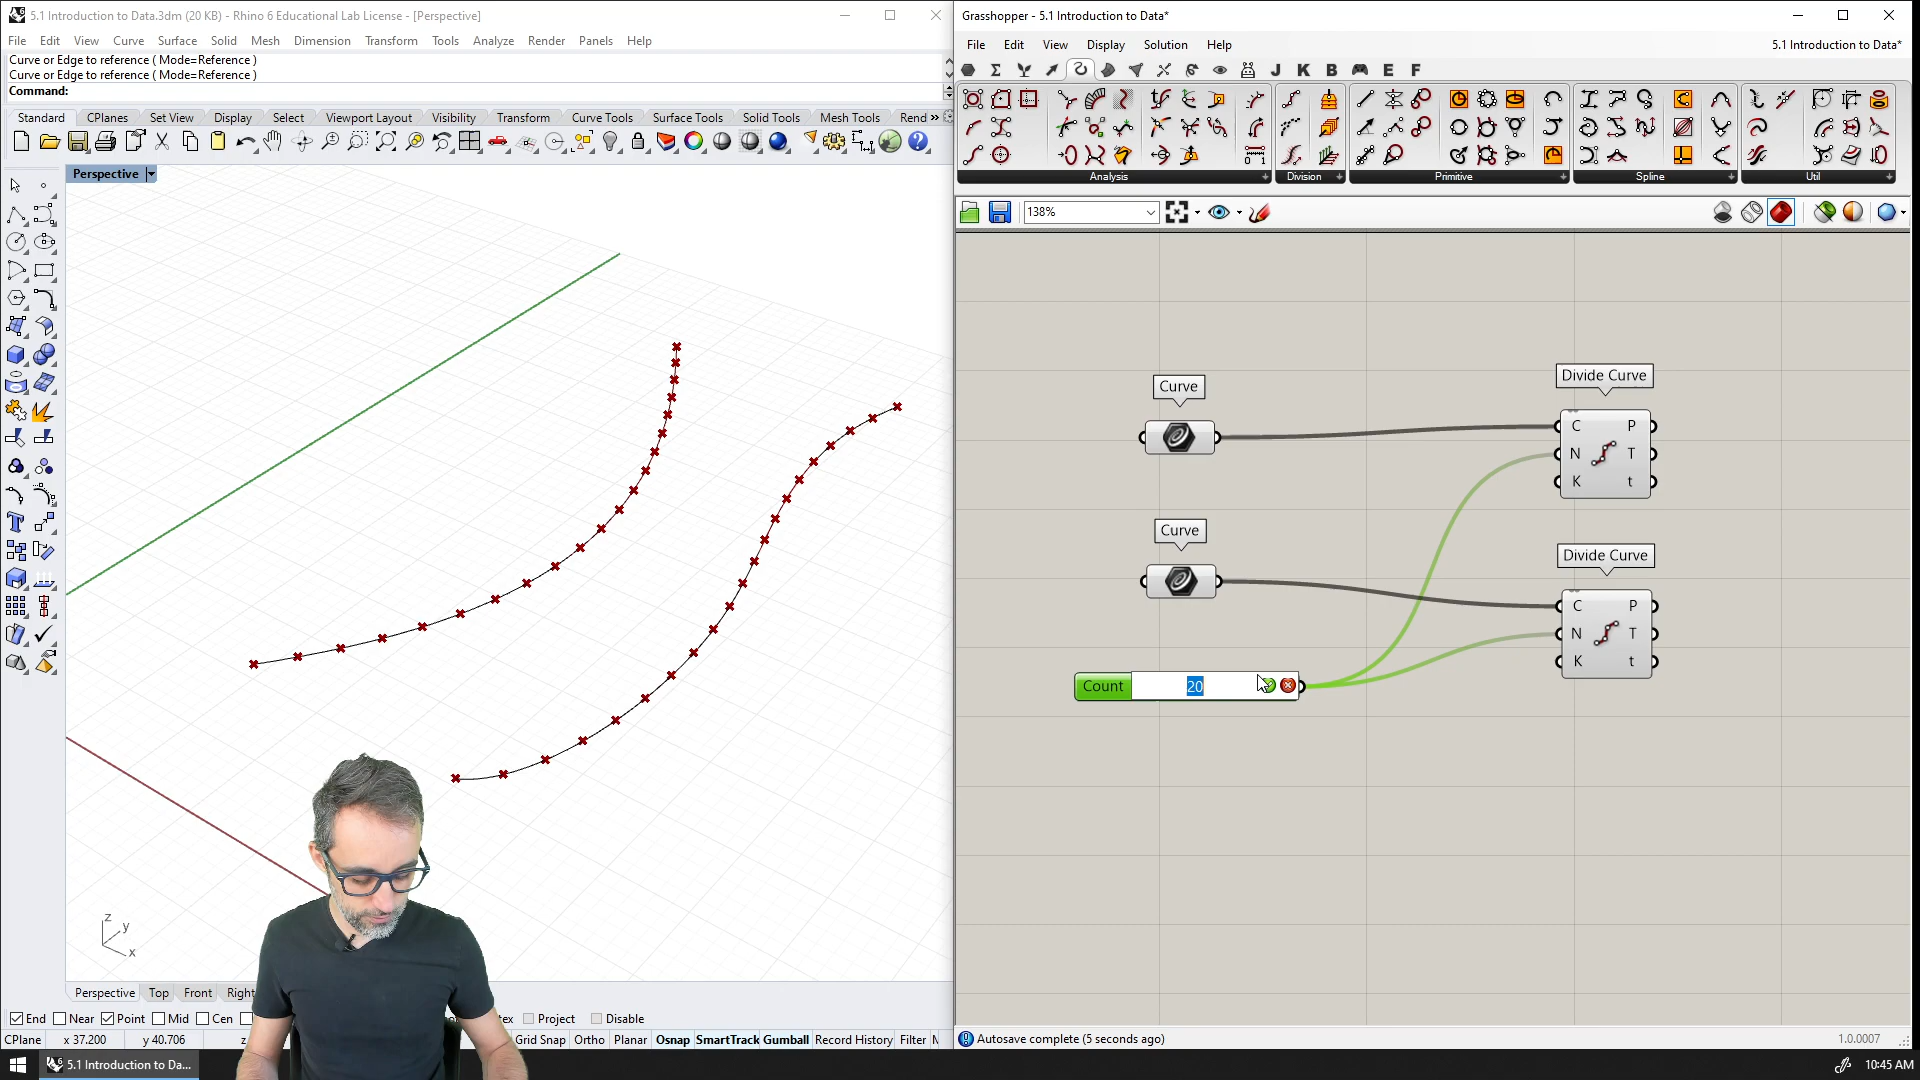 5.1 Introduction to Data.3dm (20 KB) - Rhino 6 Educational Lab License - [Perspective]
File Edit View Curve Surface Solid Mesh Dimension Transform Tools Analyze Render Panels Help
Curve or Edge to reference ( Mode=Reference )
Curve or Edge to reference ( Mode=Reference )
Command:
Standard CPlanes Set View Display Select Viewport Layout Visibility Transform Curve Tools Surface Tools Solid Tools Mesh Tools Rend »
Perspective
z
y
x
Perspective Top Front Right
End Near Point Mid Cen tex Project Disable
CPlane x 37.200 y 40.706 z Grid Snap Ortho Planar Osnap SmartTrack Gumball Record History Filter
5.1 Introduction to Da...
Grasshopper - 5.1 Introduction to Data*
File Edit View Display Solution Help 5.1 Introduction to Data*
J K B E F
Analysis Division Primitive Spline Util
138%
Curve
Divide Curve
C P
N T
K t
Curve
Divide Curve
C P
N T
K t
Count 20
Autosave complete (5 seconds ago) 1.0.0007
10:45 AM